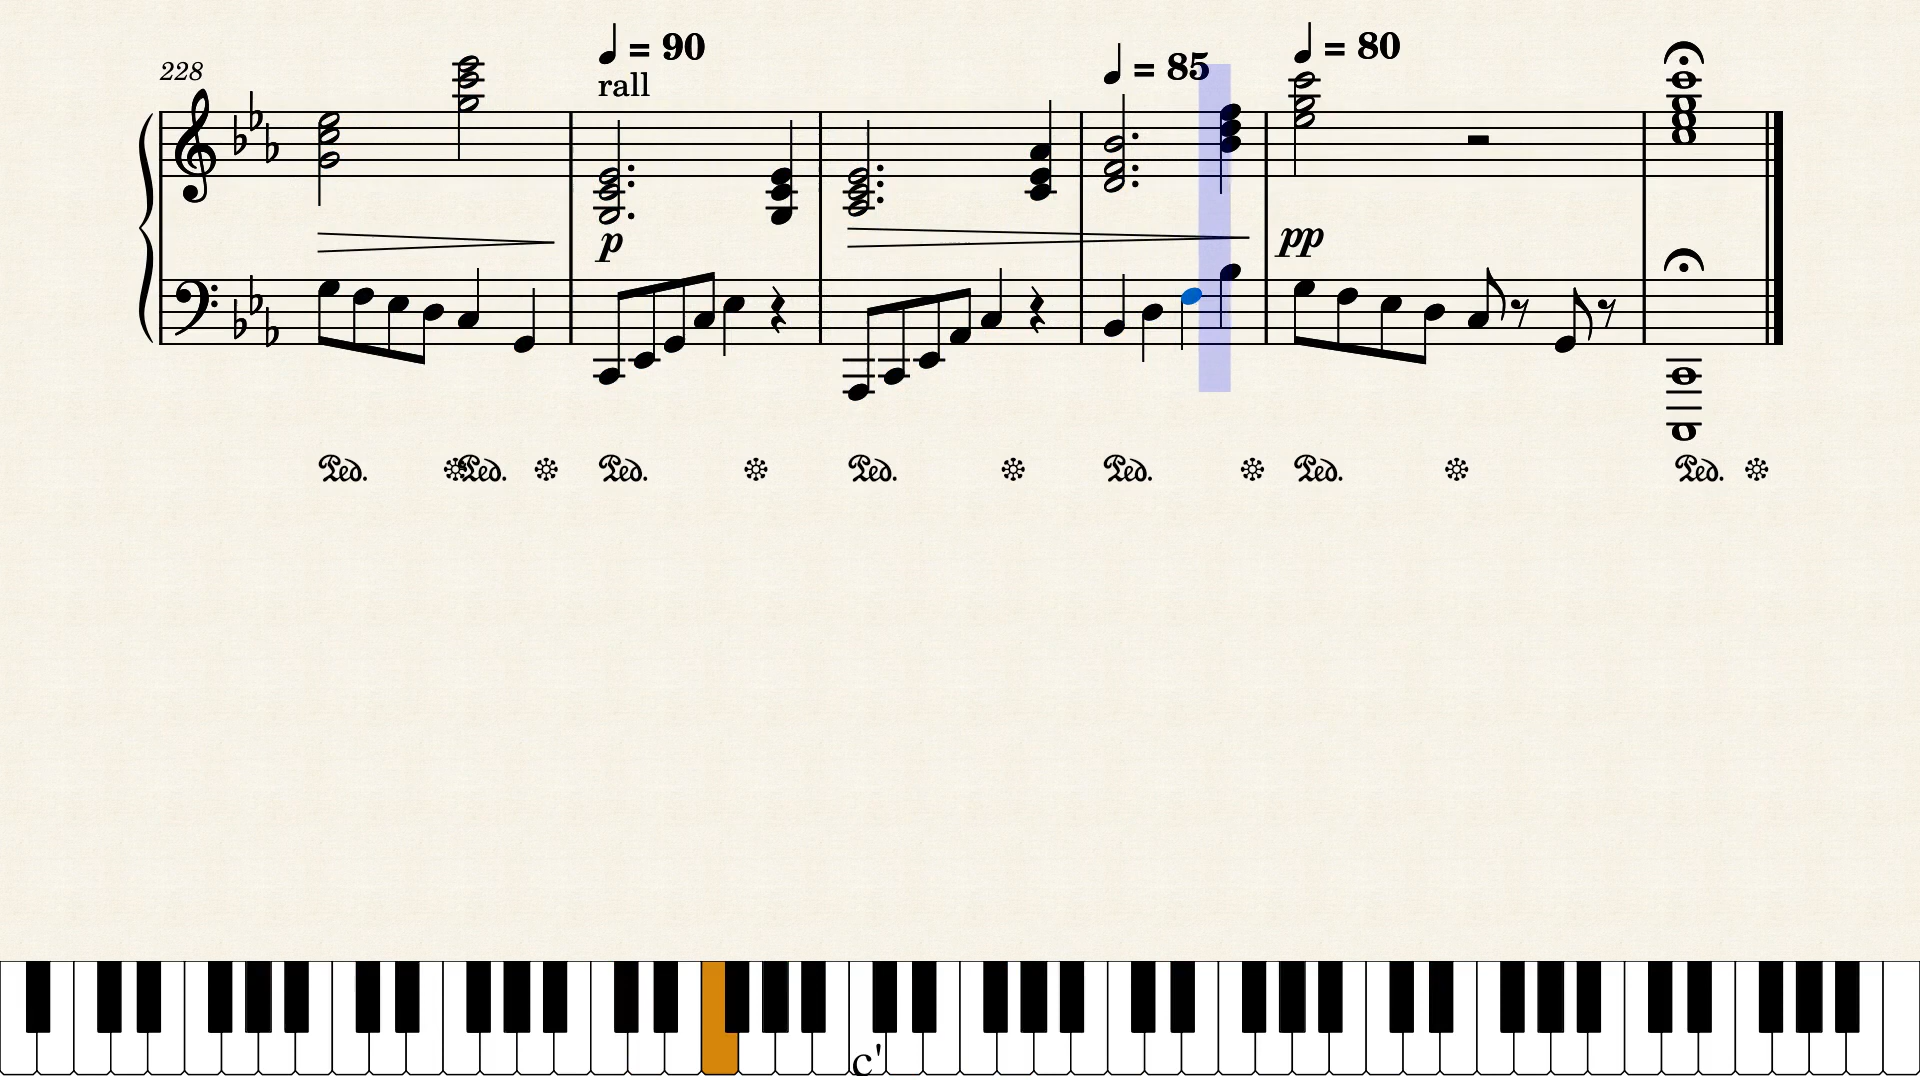 228
♩ = 90
rall
♩ = 85
♩ = 80
p
pp
Ped. Ped. Ped. Ped. Ped. Ped. Ped.
c'